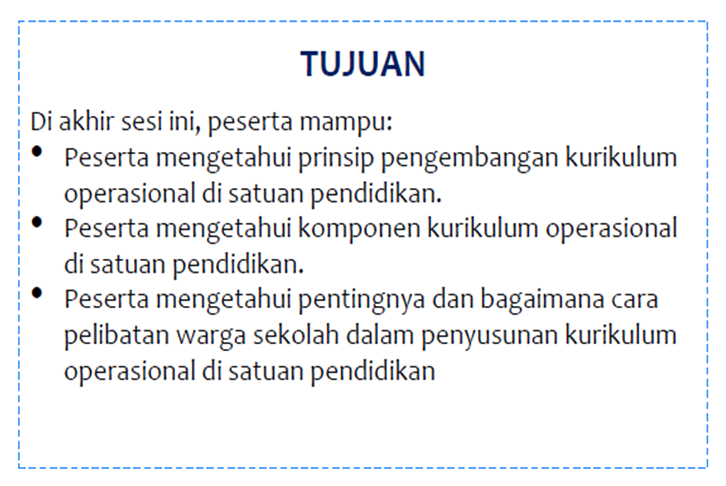 TUJUAN
Di akhir sesi ini, peserta mampu:
• Peserta mengetahui prinsip pengembangan kurikulum
operasional di satuan pendidikan.
• Peserta mengetahui komponen kurikulum operasional
di satuan pendidikan.
• Peserta mengetahui pentingnya dan bagaimana cara
pelibatan warga sekolah dalam penyusunan kurikulum
operasional di satuan pendidikan